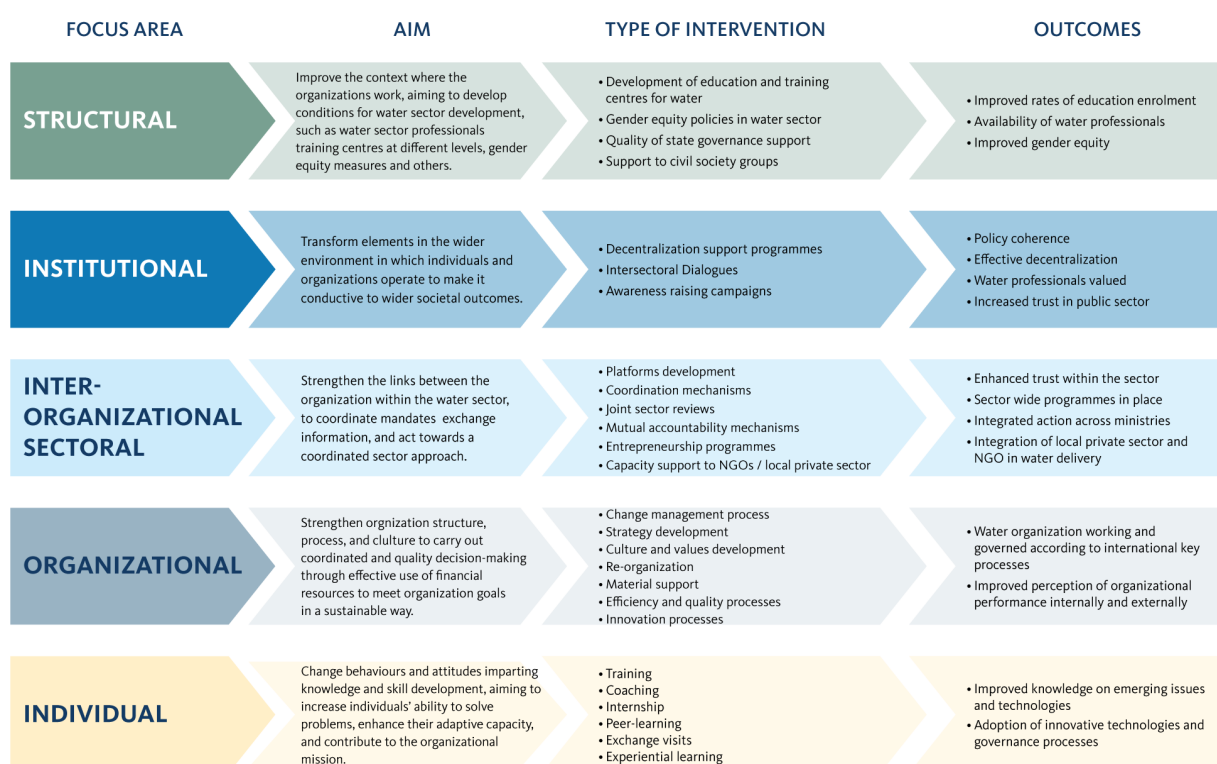 FOCUS AREA
AIM
TYPE OF INTERVENTION
OUTCOMES
STRUCTURAL
Improve the context where the
organizations work, aiming to develop
conditions for water sector development,
such as water sector professionals
training centres at different levels, gender
equity measures and others.
• Development of education and training
centres for water
• Gender equity policies in water sector
• Quality of state governance support
• Support to civil society groups
• Improved rates of education enrolment
• Availability of water professionals
• Improved gender equity
INSTITUTIONAL
Transform elements in the wider
environment in which individuals and
organizations operate to make it
conductive to wider societal outcomes.
• Decentralization support programmes
• Intersectoral Dialogues
• Awareness raising campaigns
• Policy coherence
• Effective decentralization
• Water professionals valued
• Increased trust in public sector
INTER-
ORGANIZATIONAL
SECTORAL
Strengthen the links between the
organization within the water sector,
to coordinate mandates exchange
information, and act towards a
coordinated sector approach.
• Platforms development
• Coordination mechanisms
• Joint sector reviews
• Mutual accountability mechanisms
• Entrepreneurship programmes
• Capacity support to NGOs / local private sector
• Enhanced trust within the sector
• Sector wide programmes in place
• Integrated action across ministries
• Integration of local private sector and
NGO in water delivery
ORGANIZATIONAL
Strengthen orgnization structure,
process, and clulture to carry out
coordinated and quality decision-making
through effective use of financial
resources to meet organization goals
in a sustainable way.
• Change management process
• Strategy development
• Culture and values development
• Re-organization
• Material support
• Efficiency and quality processes
• Innovation processes
• Water organization working and
governed according to international key
processes
• Improved perception of organizational
performance internally and externally
INDIVIDUAL
Change behaviours and attitudes imparting
knowledge and skill development, aiming to
increase individuals' ability to solve
problems, enhance their adaptive capacity,
and contribute to the organizational
mission.
• Training
• Coaching
• Internship
• Peer-learning
• Exchange visits
• Experiential learning
• Improved knowledge on emerging issues
and technologies
• Adoption of innovative technologies and
governance processes